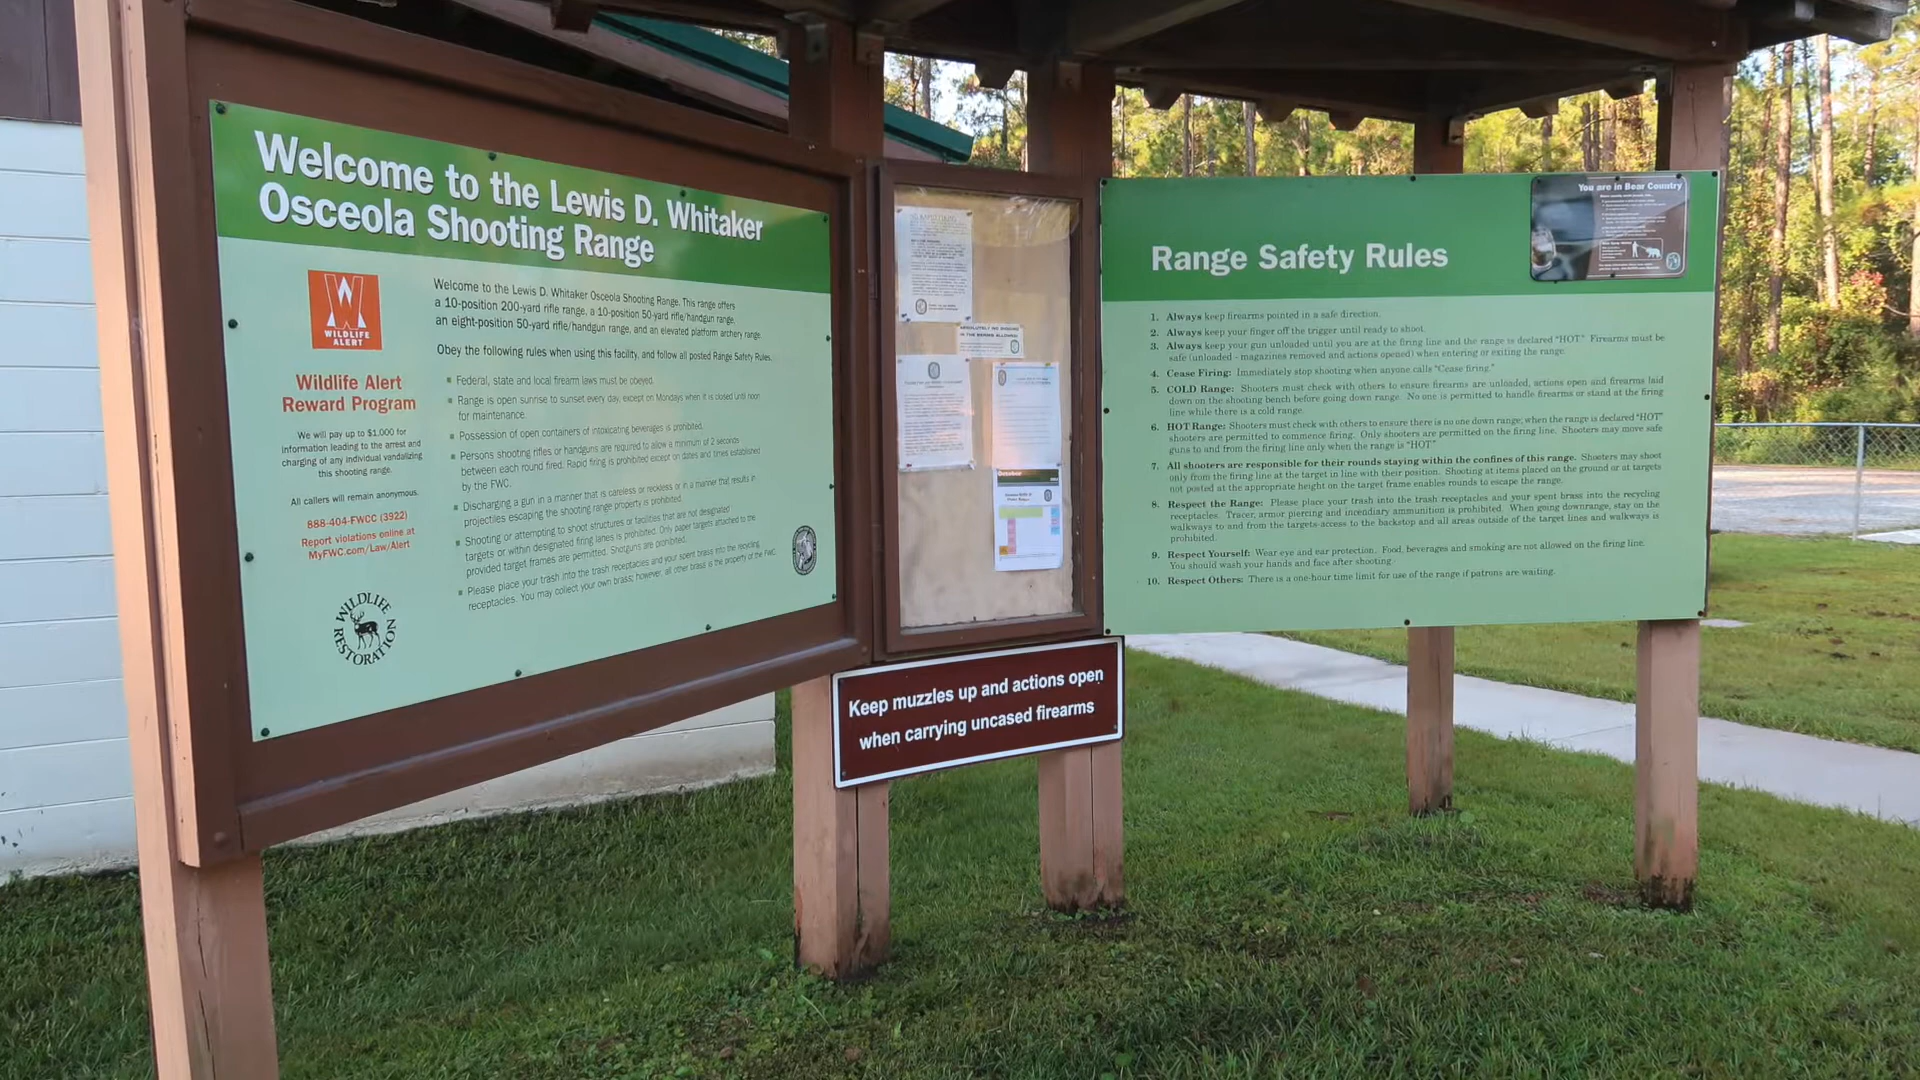 Welcome to the Lewis D. Whitaker
Osceola Shooting Range
WILDLIFE
ALERT
Wildlife Alert
Reward Program
We will pay up to $1,000 for
information leading to the arrest and
charging of any individual vandalizing
this shooting range.
All callers will remain anonymous.
888-404-FWCC (3922)
Report violations online at
MyFWC.com/Law/Alert
WILDLIFE
RESTORATION
Welcome to the Lewis D. Whitaker Osceola Shooting Range. This range offers
a 10-position 200-yard rifle range, a 10-position 50-yard rifle/handgun range,
an eight-position 50-yard rifle/handgun range, and an elevated platform archery range.
Obey the following rules when using this facility, and follow all posted Range Safety Rules.
▪ Federal, state and local firearm laws must be obeyed.
▪ Range is open sunrise to sunset every day, except on Mondays when it is closed until noon
for maintenance.
▪ Possession of open containers of intoxicating beverages is prohibited.
▪ Persons shooting rifles or handguns are required to allow a minimum of 2 seconds
between each round fired. Rapid firing is prohibited except on dates and times established
by the FWC.
▪ Discharging a gun in a manner that is careless or reckless or in a manner that results in
projectiles escaping the shooting range property is prohibited.
▪ Shooting or attempting to shoot structures or facilities that are not designated
targets or within designated firing lanes is prohibited. Only paper targets attached to the
provided target frames are permitted. Shotguns are prohibited.
▪ Please place your trash into the trash receptacles and your spent brass into the recycling
receptacles. You may collect your own brass; however, all other brass is the property of the FWC.
ABSOLUTELY NO DIGGING
IN THE BERMS ALLOWED
October
Keep muzzles up and actions open
when carrying uncased firearms
Range Safety Rules
You are in Bear Country
1. Always keep firearms pointed in a safe direction.
2. Always keep your finger off the trigger until ready to shoot.
3. Always keep your gun unloaded until you are at the firing line and the range is declared "HOT". Firearms must be
safe (unloaded - magazines removed and actions opened) when entering or exiting the range.
4. Cease Firing: Immediately stop shooting when anyone calls "Cease firing."
5. COLD Range: Shooters must check with others to ensure firearms are unloaded, actions open and firearms laid
down on the shooting bench before going down range. No one is permitted to handle firearms or stand at the firing
line while there is a cold range.
6. HOT Range: Shooters must check with others to ensure there is no one down range; when the range is declared "HOT"
shooters are permitted to commence firing. Only shooters are permitted on the firing line. Shooters may move safe
guns to and from the firing line only when the range is "HOT"
7. All shooters are responsible for their rounds staying within the confines of this range. Shooters may shoot
only from the firing line at the target in line with their position. Shooting at items placed on the ground or at targets
not posted at the appropriate height on the target frame enables rounds to escape the range.
8. Respect the Range: Please place your trash into the trash receptacles and your spent brass into the recycling
receptacles. Tracer, armor piercing and incendiary ammunition is prohibited. When going downrange, stay on the
walkways to and from the targets-access to the backstop and all areas outside of the target lines and walkways is
prohibited.
9. Respect Yourself: Wear eye and ear protection. Food, beverages and smoking are not allowed on the firing line.
You should wash your hands and face after shooting.
10. Respect Others: There is a one-hour time limit for use of the range if patrons are waiting.